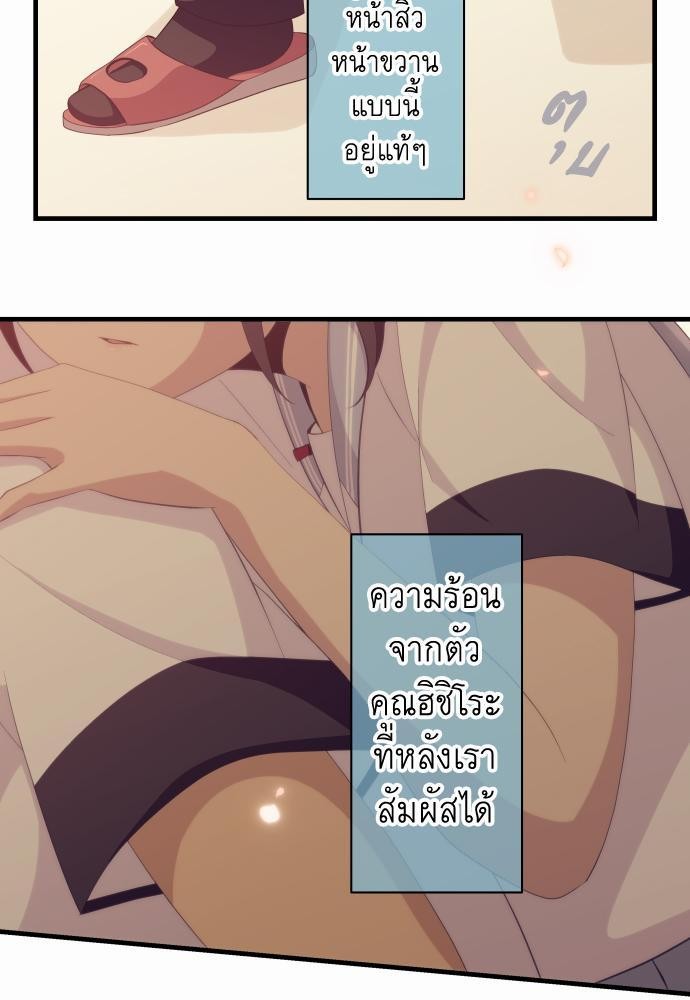 หน้าสิ่ว
หน้าขวาน
แบบนี้
อยู่แท้ๆ
ตุบ
ความร้อน
จากตัว
คุณฮิชิโระ
ที่หลังเรา
สัมผัสได้